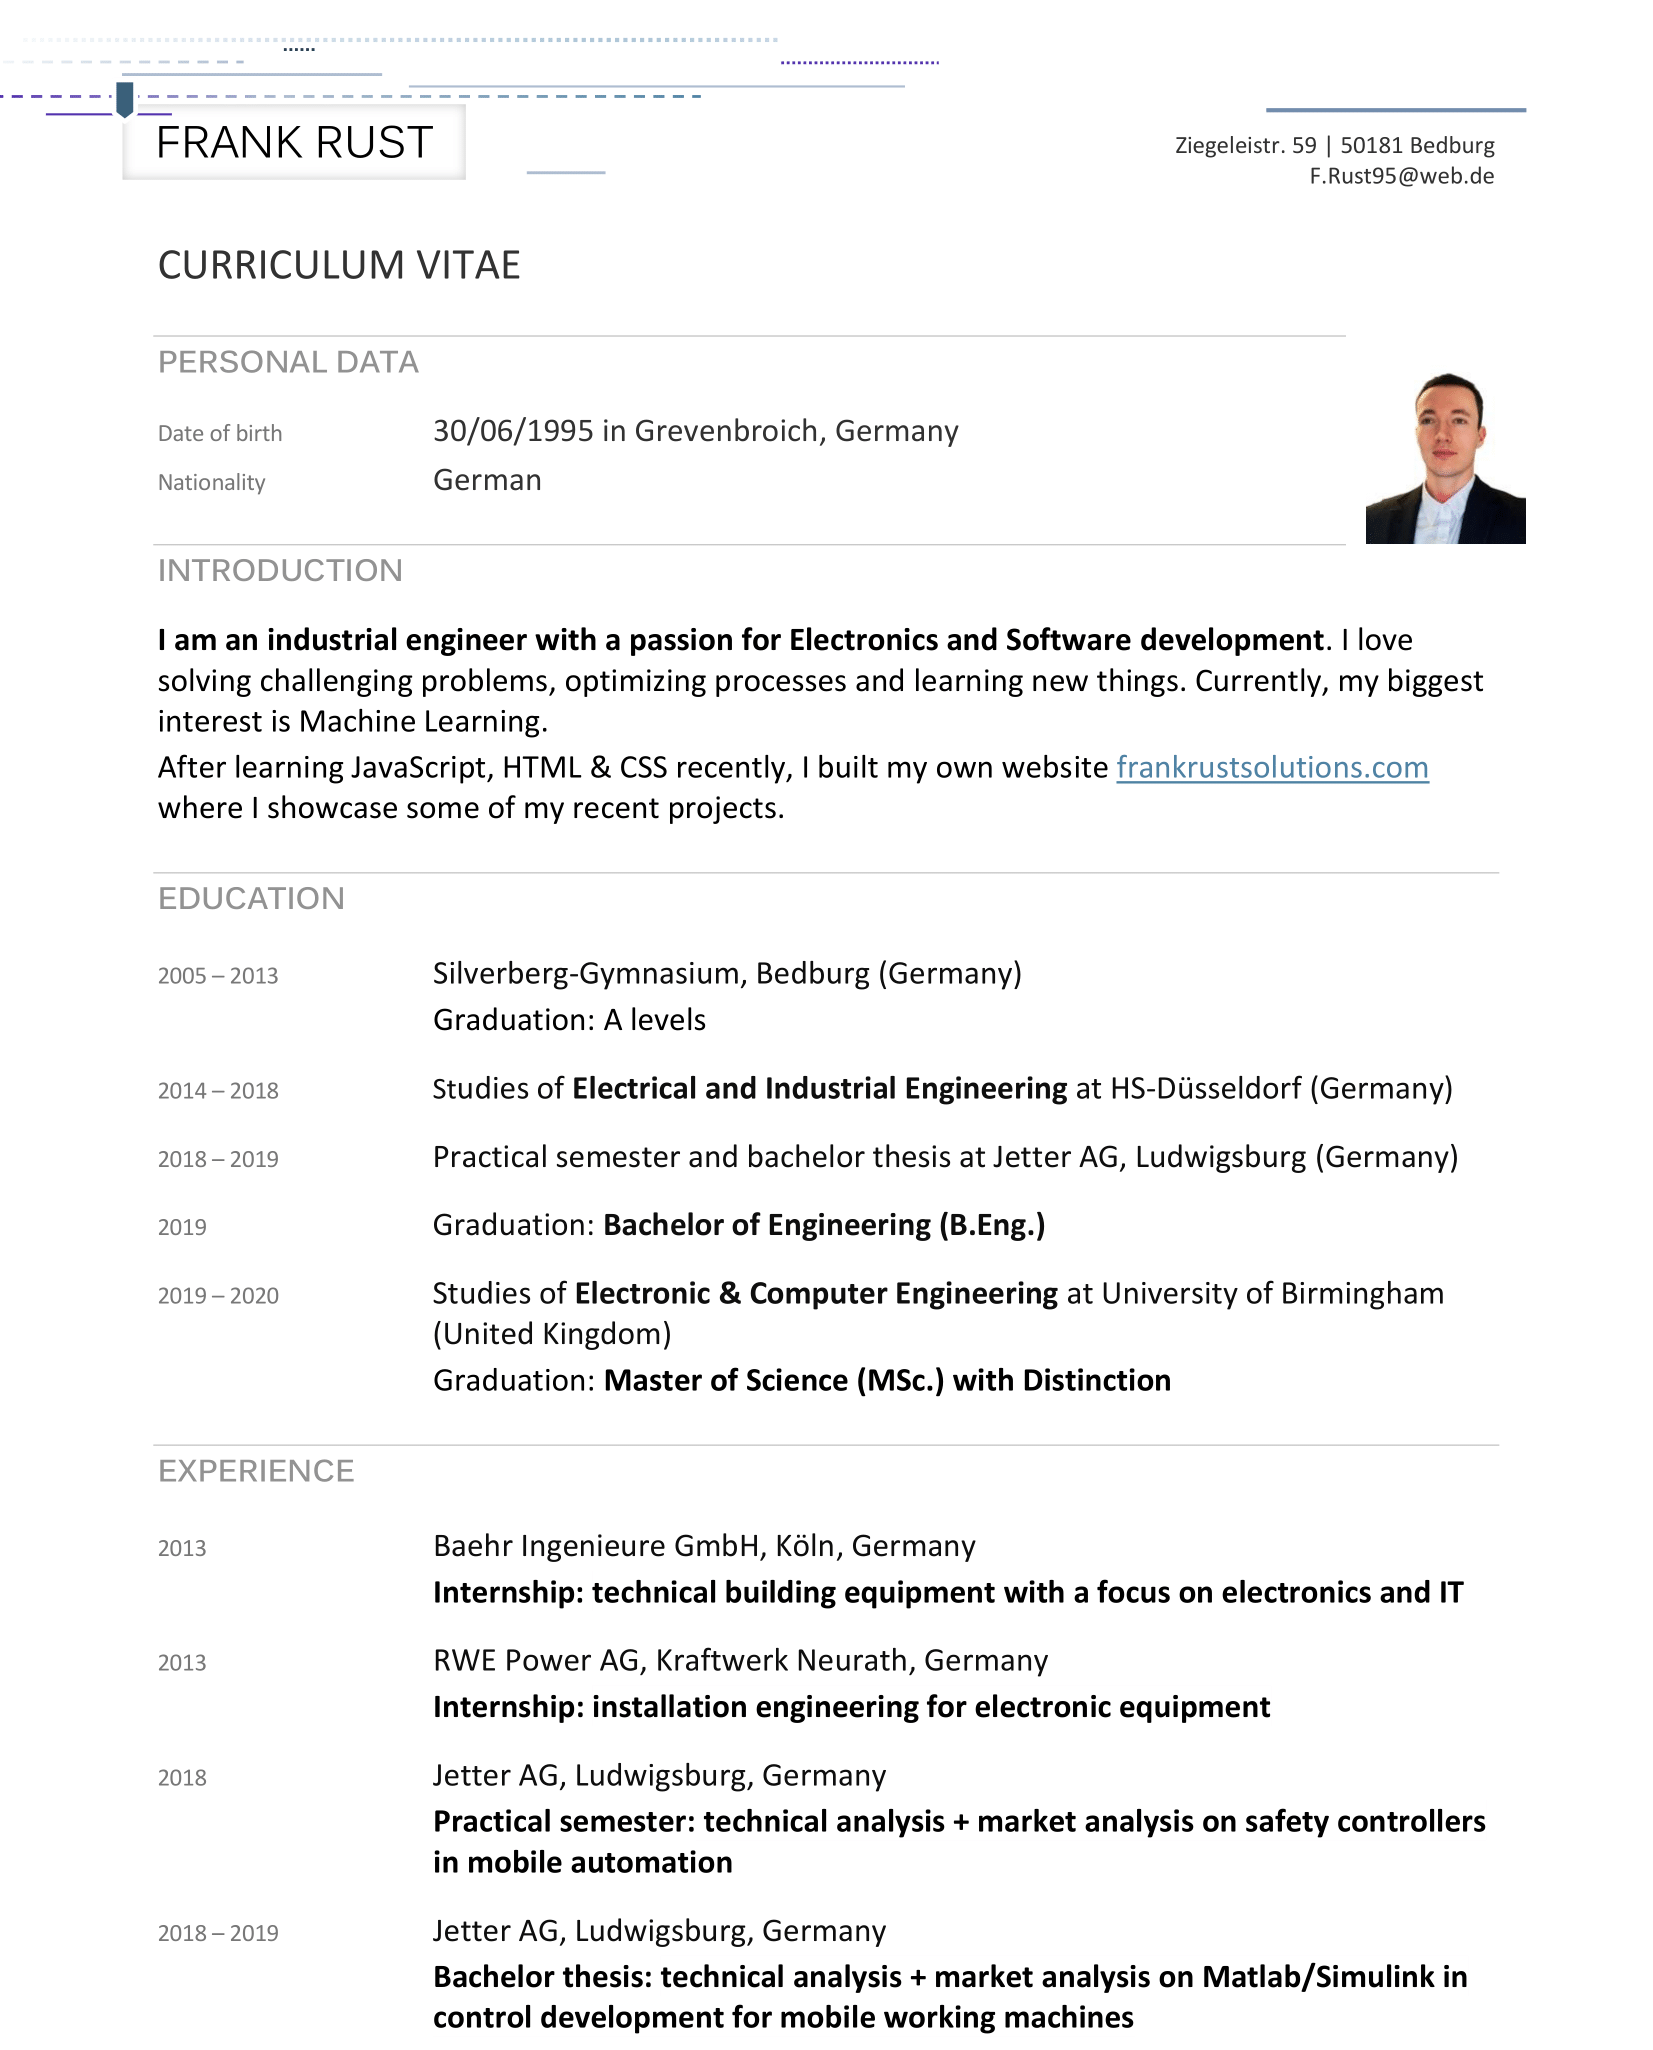 FRANK RUST
Ziegeleistr. 59 | 50181 Bedburg
F.Rust95@web.de
CURRICULUM VITAE
PERSONAL DATA
Date of birth 30/06/1995 in Grevenbroich, Germany
Nationality German
INTRODUCTION
I am an industrial engineer with a passion for Electronics and Software development. I love
solving challenging problems, optimizing processes and learning new things. Currently, my biggest
interest is Machine Learning.
After learning JavaScript, HTML & CSS recently, I built my own website frankrustsolutions.com
where I showcase some of my recent projects.
EDUCATION
2005 – 2013 Silverberg-Gymnasium, Bedburg (Germany)
Graduation: A levels
2014 – 2018 Studies of Electrical and Industrial Engineering at HS-Düsseldorf (Germany)
2018 – 2019 Practical semester and bachelor thesis at Jetter AG, Ludwigsburg (Germany)
2019 Graduation: Bachelor of Engineering (B.Eng.)
2019 – 2020 Studies of Electronic & Computer Engineering at University of Birmingham
(United Kingdom)
Graduation: Master of Science (MSc.) with Distinction
EXPERIENCE
2013 Baehr Ingenieure GmbH, Köln, Germany
Internship: technical building equipment with a focus on electronics and IT
2013 RWE Power AG, Kraftwerk Neurath, Germany
Internship: installation engineering for electronic equipment
2018 Jetter AG, Ludwigsburg, Germany
Practical semester: technical analysis + market analysis on safety controllers
in mobile automation
2018 – 2019 Jetter AG, Ludwigsburg, Germany
Bachelor thesis: technical analysis + market analysis on Matlab/Simulink in
control development for mobile working machines